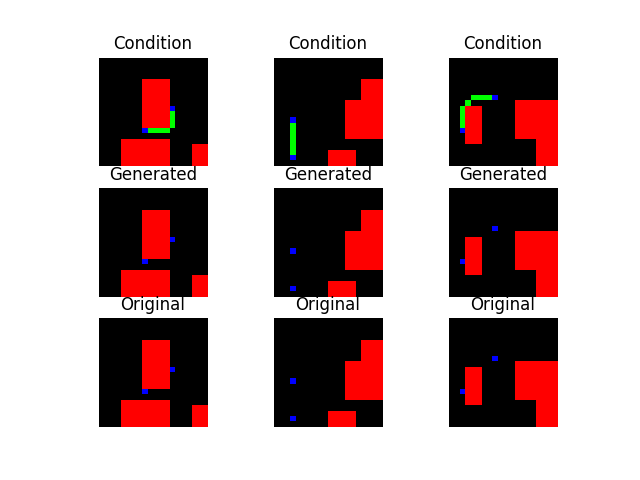 Condition Condition Condition
Generated Generated Generated
Original Original Original